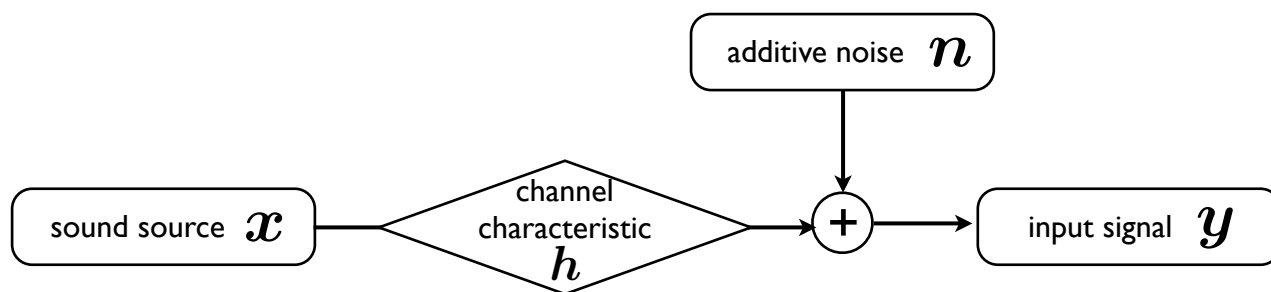 additive noise n
channel
sound source x
characteristic
h
+
input signal y